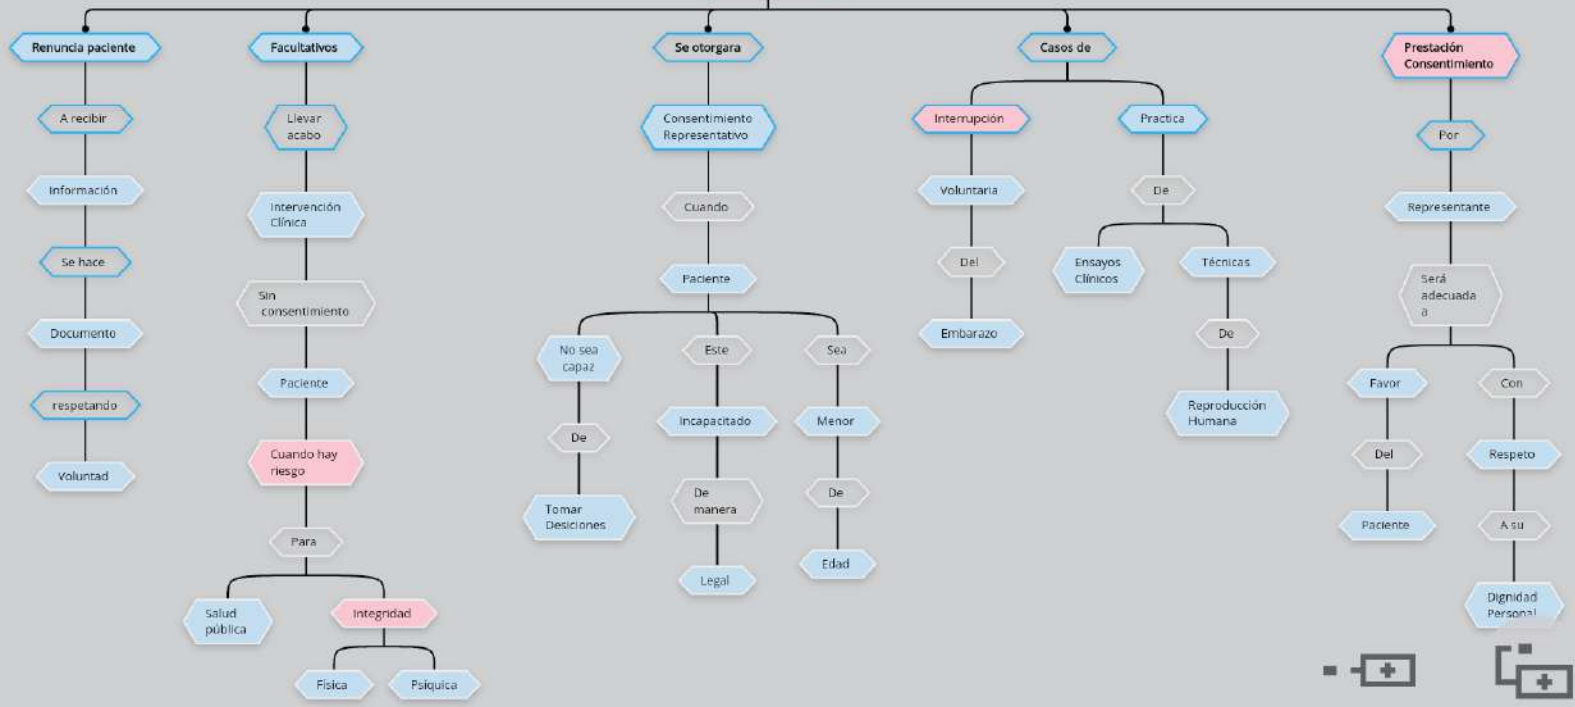 Renuncia paciente
A recibir
Información
Se hace
Documento
respetando
Voluntad
Facultativos
Llevar
acabo
Intervención
Clínica
Sin
consentimiento
Paciente
Cuando hay
riesgo
Para
Salud
pública
Integridad
Física
Psíquica
Se otorgara
Consentimiento
Representativo
Cuando
Paciente
No sea
capaz
De
Tomar
Desiciones
Este
Incapacitado
De
manera
Legal
Sea
Menor
De
Edad
Casos de
Interrupción
Voluntaria
Del
Embarazo
Practica
De
Ensayos
Clínicos
Técnicas
De
Reproducción
Humana
Prestación
Consentimiento
Por
Representante
Será
adecuada
a
Favor
Del
Paciente
Con
Respeto
A su
Dignidad
Personal